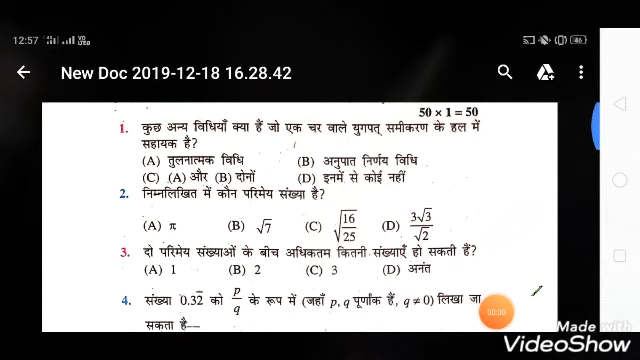 12:57
46
New Doc 2019-12-18 16.28.42
50 × 1 = 50
1. कुछ अन्य विधियाँ क्या हैं जो एक चर वाले युगपत् समीकरण के हल में
सहायक है?
(A) तुलनात्मक विधि (B) अनुपात निर्णय विधि
(C) (A) और (B) दोनों (D) इनमें से कोई नहीं
2. निम्नलिखित में कौन परिमेय संख्या है?
(A) π (B) √7 (C) √(16/25) (D) 3√3/√2
3. दो परिमेय संख्याओं के बीच अधिकतम कितनी संख्याएँ हो सकती हैं?
(A) 1 (B) 2 (C) 3 (D) अनंत
4. संख्या 0.32̅ को p/q के रूप में (जहाँ p, q पूर्णांक हैं, q ≠ 0) लिखा जा
सकता है—
00:00
Made with
VideoShow